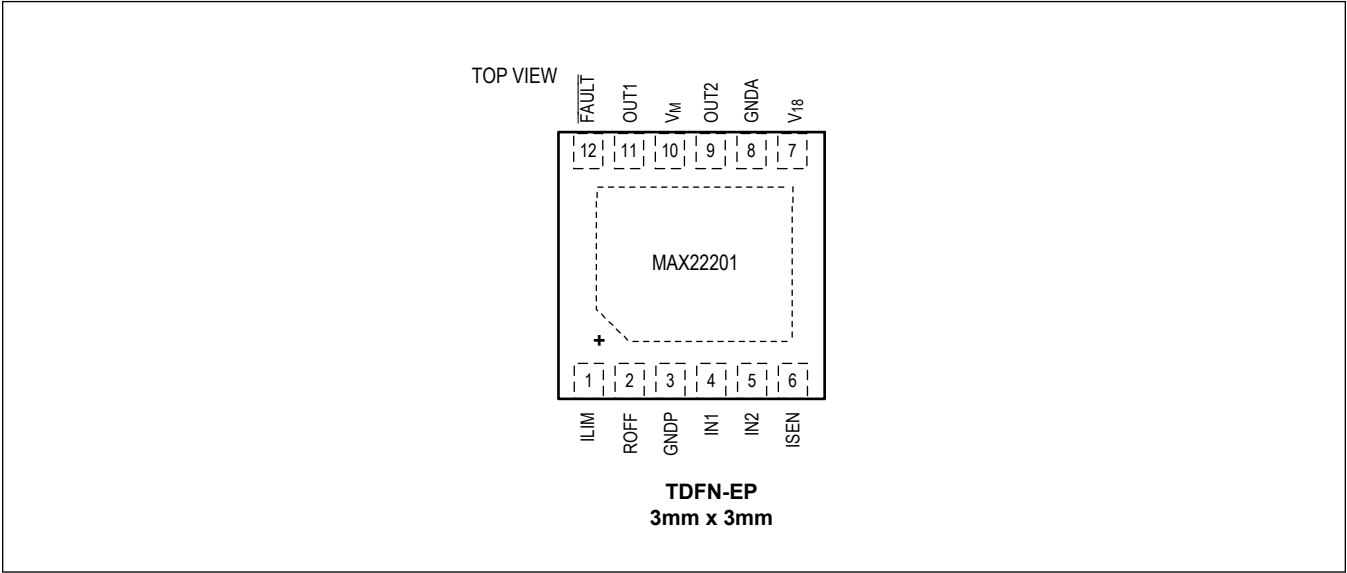 TOP VIEW
FAULT OUT1 VM OUT2 GNDA V18
12 11 10 9 8 7
MAX22201
+
1 2 3 4 5 6
ILIM ROFF GNDP IN1 IN2 ISEN
TDFN-EP
3mm x 3mm